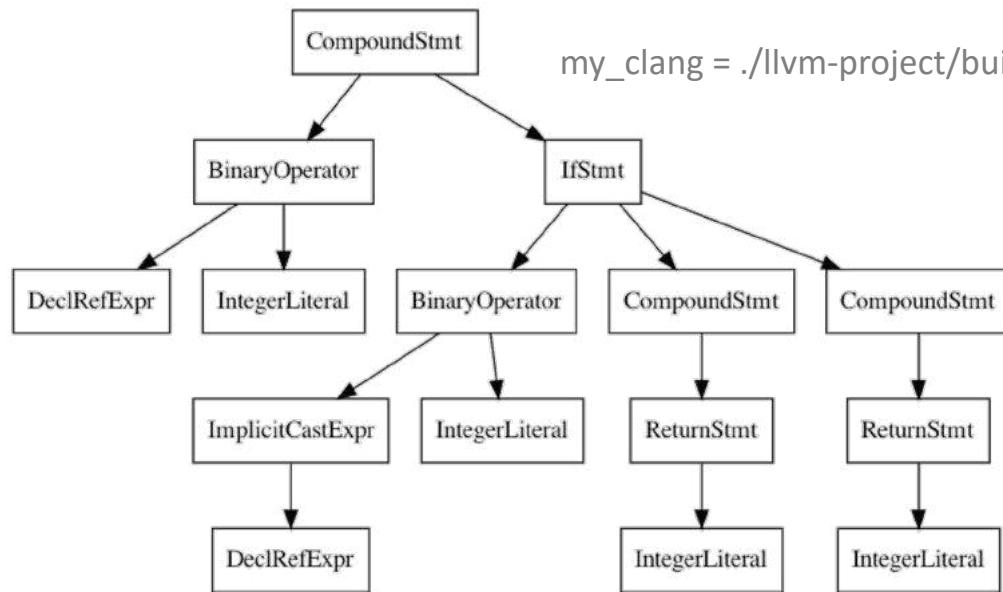 CompoundStmt
my_clang = ./llvm-project/bui
BinaryOperator
IfStmt
DeclRefExpr
IntegerLiteral
BinaryOperator
CompoundStmt
CompoundStmt
ImplicitCastExpr
IntegerLiteral
ReturnStmt
ReturnStmt
DeclRefExpr
IntegerLiteral
IntegerLiteral